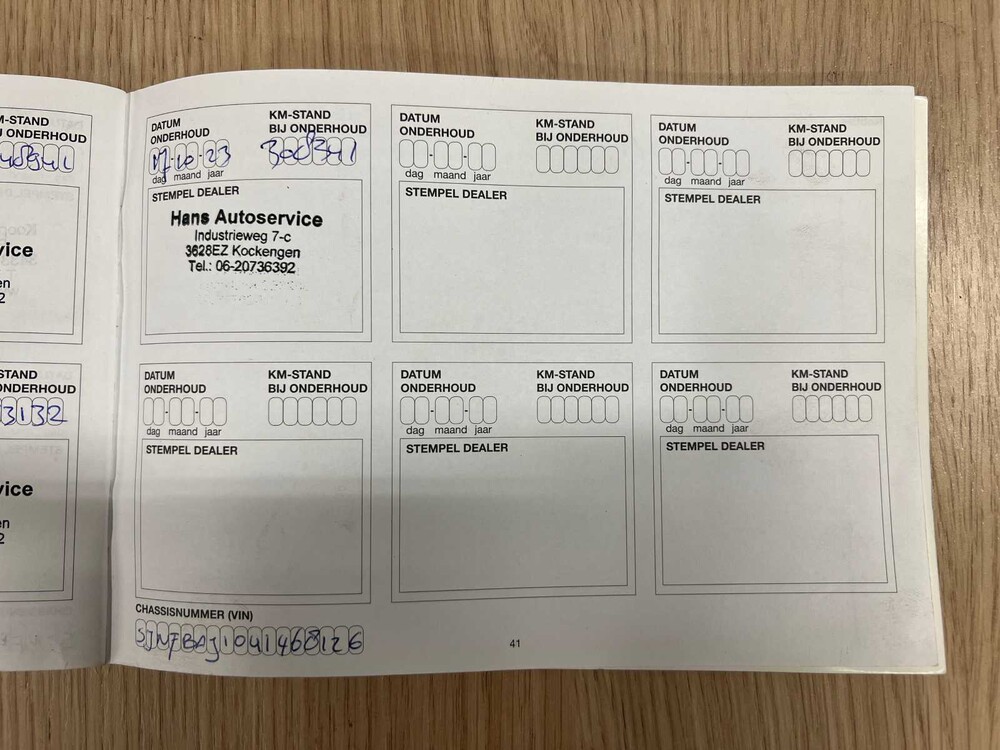 M-STAND
BIJ ONDERHOUD
vice
en
2
STAND
ONDERHOUD
3132
vice
en
2
DATUM
ONDERHOUD
KM-STAND
BIJ ONDERHOUD
17-10-23
308341
dag maand jaar
STEMPEL DEALER
Hans Autoservice
Industrieweg 7-c
3628EZ Kockengen
Tel.: 06-20736392
DATUM
ONDERHOUD
KM-STAND
BIJ ONDERHOUD
dag maand jaar
STEMPEL DEALER
DATUM
ONDERHOUD
KM-STAND
BIJ ONDERHOUD
dag maand jaar
STEMPEL DEALER
DATUM
ONDERHOUD
KM-STAND
BIJ ONDERHOUD
dag maand jaar
STEMPEL DEALER
DATUM
ONDERHOUD
KM-STAND
BIJ ONDERHOUD
dag maand jaar
STEMPEL DEALER
DATUM
ONDERHOUD
KM-STAND
BIJ ONDERHOUD
dag maand jaar
STEMPEL DEALER
CHASSISNUMMER (VIN)
SJNFBAJ10U1468126
41